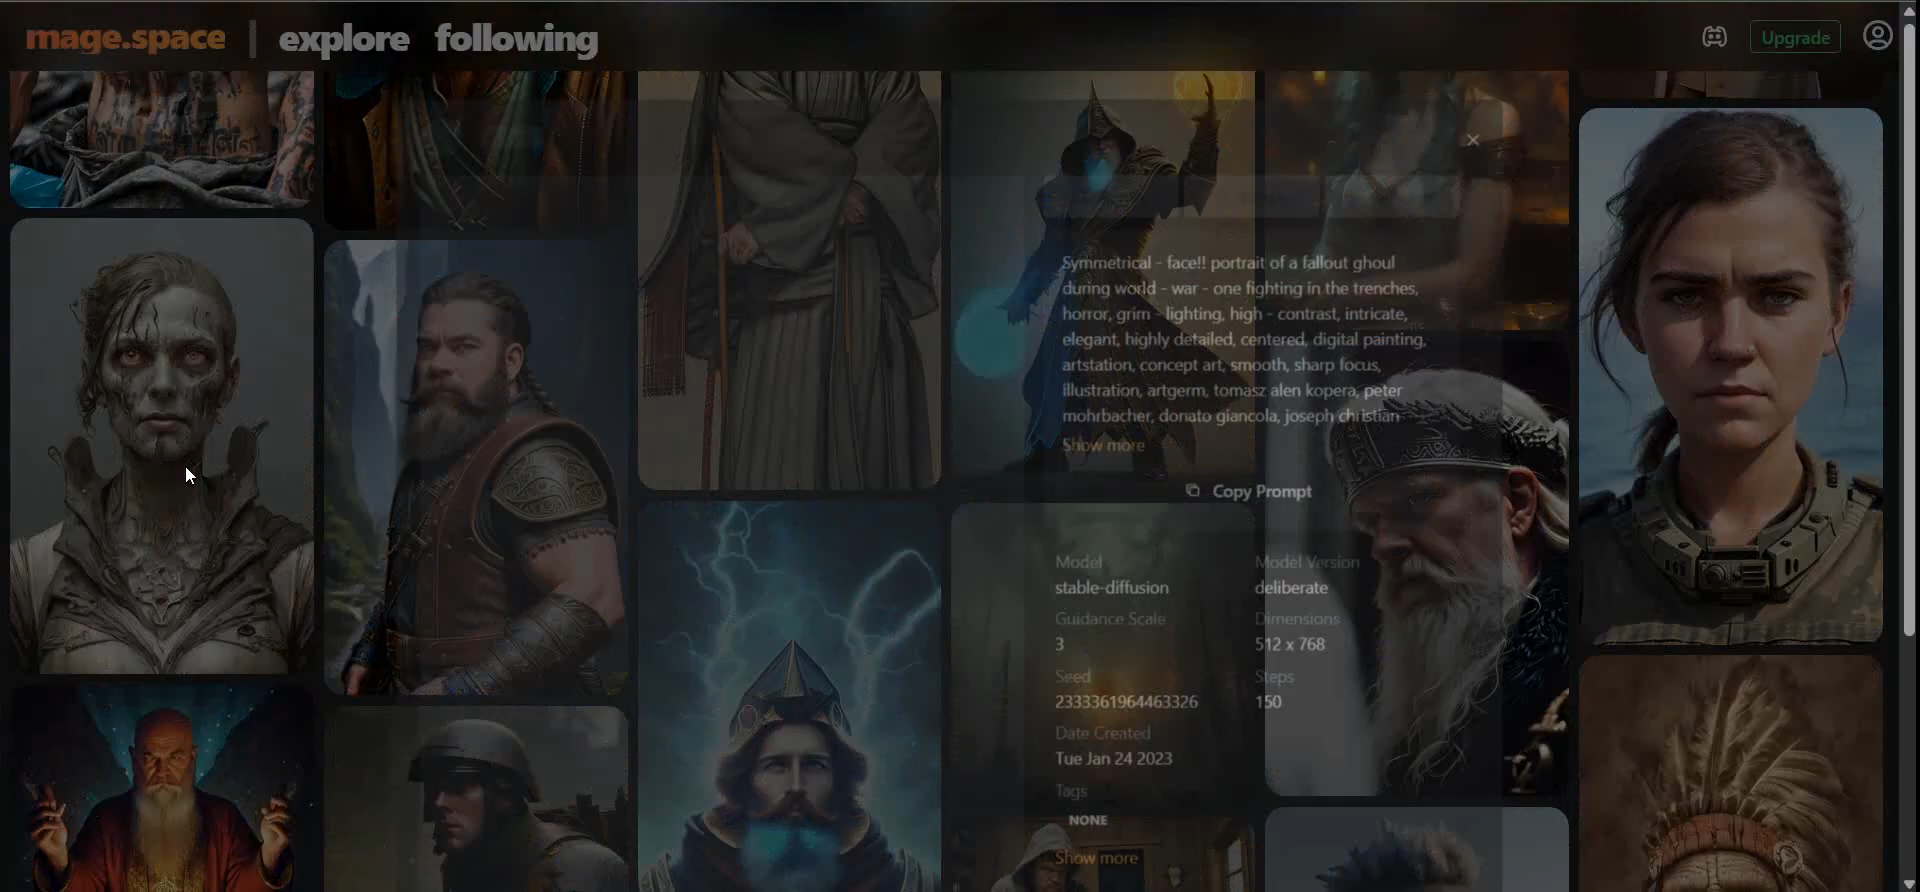 mage.space | explore following
Upgrade
Symmetrical - face!! portrait of a fallout ghoul
during world - war - one fighting in the trenches,
horror, grim - lighting, high - contrast, intricate,
elegant, highly detailed, centered, digital painting,
artstation, concept art, smooth, sharp focus,
illustration, artgerm, tomasz alen kopera, peter
mohrbacher, donato giancola, joseph christian
Show more
Copy Prompt
Model Model Version
stable-diffusion deliberate
Guidance Scale Dimensions
3 512 x 768
Seed Steps
2333361964463326 150
Date Created
Tue Jan 24 2023
Tags
NONE
Show more